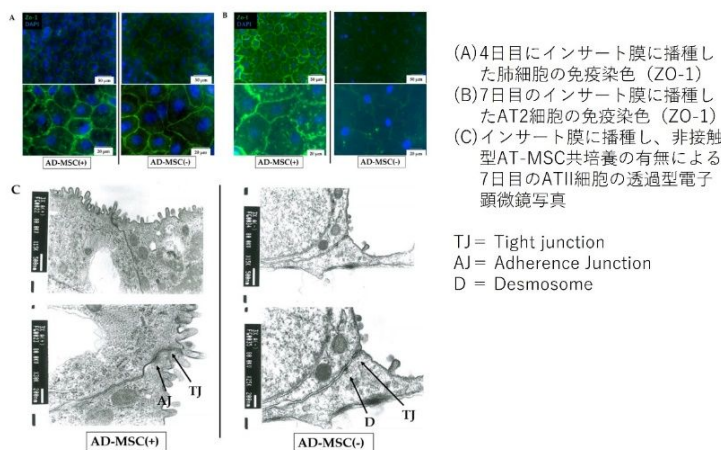 A
Zo-1
DAPI
50 μm
50 μm
20 μm
20 μm
AD-MSC(+)
AD-MSC(-)
B
Zo-1
DAPI
50 μm
50 μm
20 μm
20 μm
AD-MSC(+)
AD-MSC(-)
(A)4日目にインサート膜に播種し
た肺細胞の免疫染色（ZO-1）
(B)7日目のインサート膜に播種し
たAT2細胞の免疫染色（ZO-1）
(C)インサート膜に播種し、非接触
型AT-MSC共培養の有無による
7日目のATII細胞の透過型電子
顕微鏡写真
TJ = Tight junction
AJ = Adherence Junction
D = Desmosome
C
500nm
500nm
200nm
200nm
AJ
TJ
D
TJ
AD-MSC(+)
AD-MSC(-)